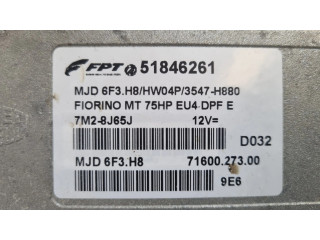 FPT 51846261
MJD 6F3.H8/HW04P/3547-H880
FIORINO MT 75HP EU4 DPF E
7M2-8J65J 12V=
D032
MJD 6F3.H8 71600.273.00
9E6